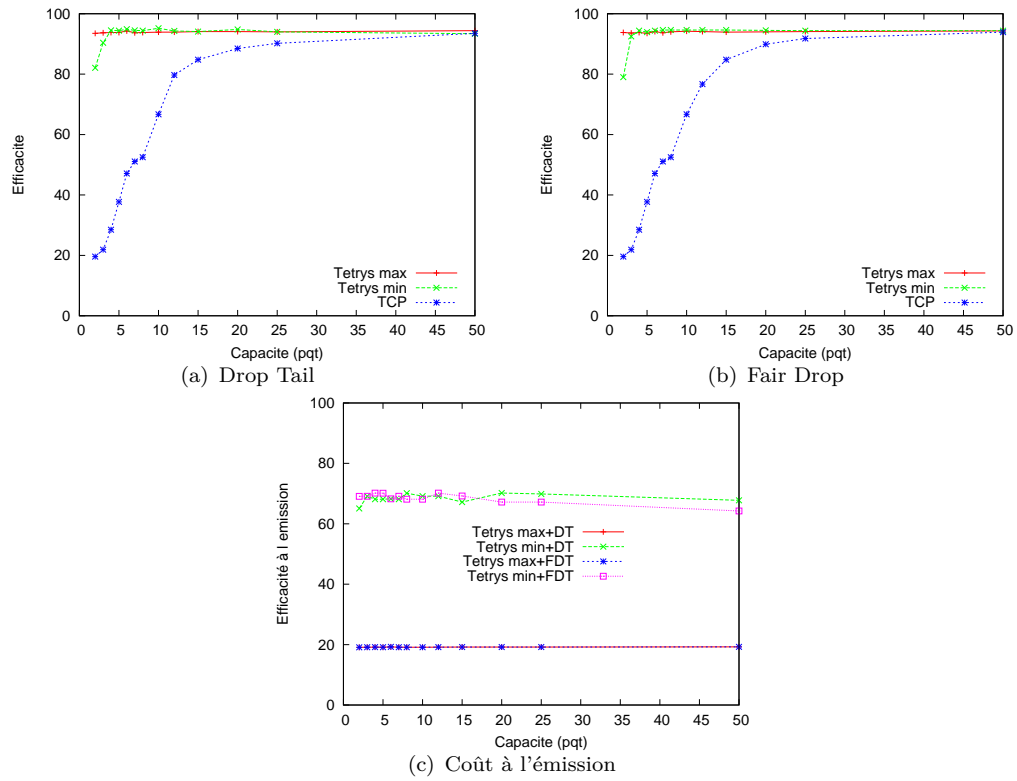 100
80
60
40
20
0
Efficacite
Tetrys max
Tetrys min
TCP
0 5 10 15 20 25 30 35 40 45 50
Capacite (pqt)
(a) Drop Tail
100
80
60
40
20
0
Efficacite
Tetrys max
Tetrys min
TCP
0 5 10 15 20 25 30 35 40 45 50
Capacite (pqt)
(b) Fair Drop
100
80
60
40
20
0
Efficacité à l emission
Tetrys max+DT
Tetrys min+DT
Tetrys max+FDT
Tetrys min+FDT
0 5 10 15 20 25 30 35 40 45 50
Capacite (pqt)
(c) Coût à l'émission